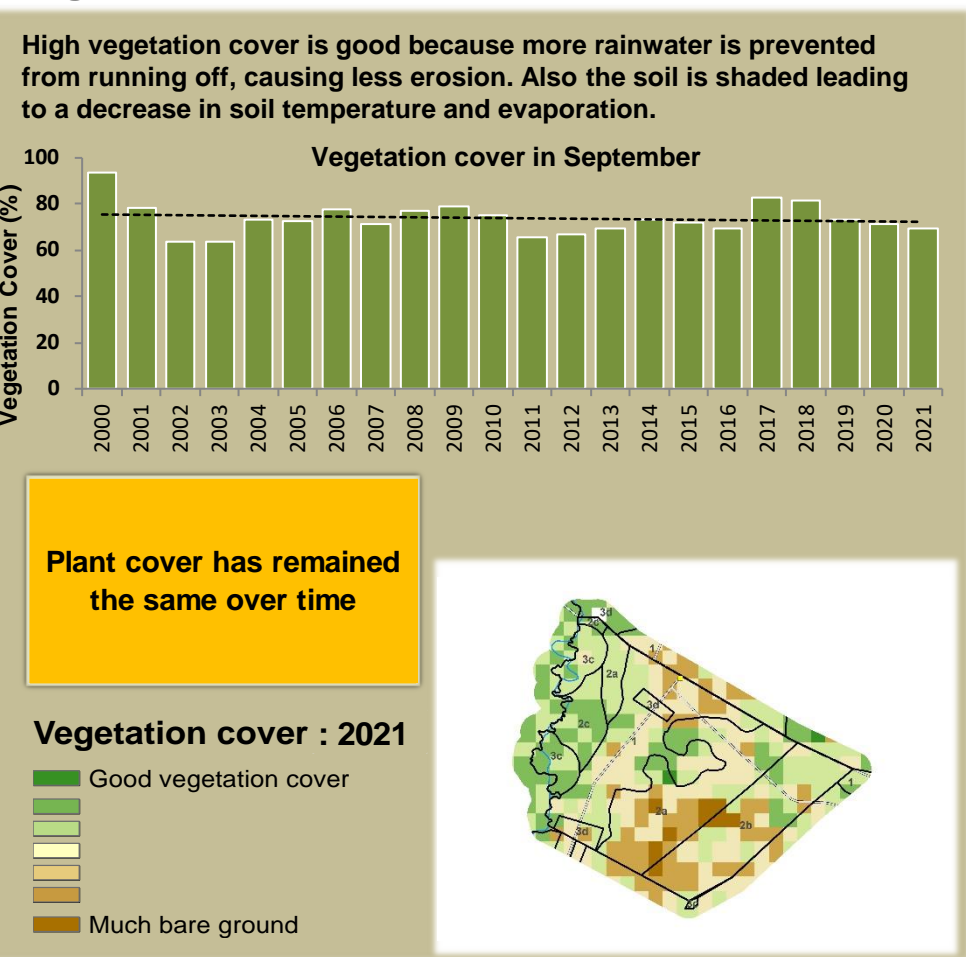 High vegetation cover is good because more rainwater is prevented
from running off, causing less erosion. Also the soil is shaded leading
to a decrease in soil temperature and evaporation.
Vegetation cover in September
Vegetation Cover (%)
100
80
60
40
20
0
2000 2001 2002 2003 2004 2005 2006 2007 2008 2009 2010 2011 2012 2013 2014 2015 2016 2017 2018 2019 2020 2021
Plant cover has remained
the same over time
Vegetation cover : 2021
Good vegetation cover
Much bare ground
3d
2c
3c
2a
1
3d
2c
1
3c
1
2a
2b
3d